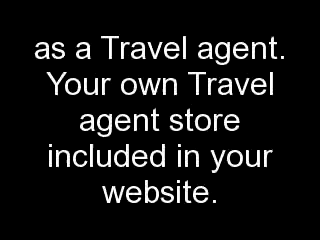 as a Travel agent.
Your own Travel
agent store
included in your
website.